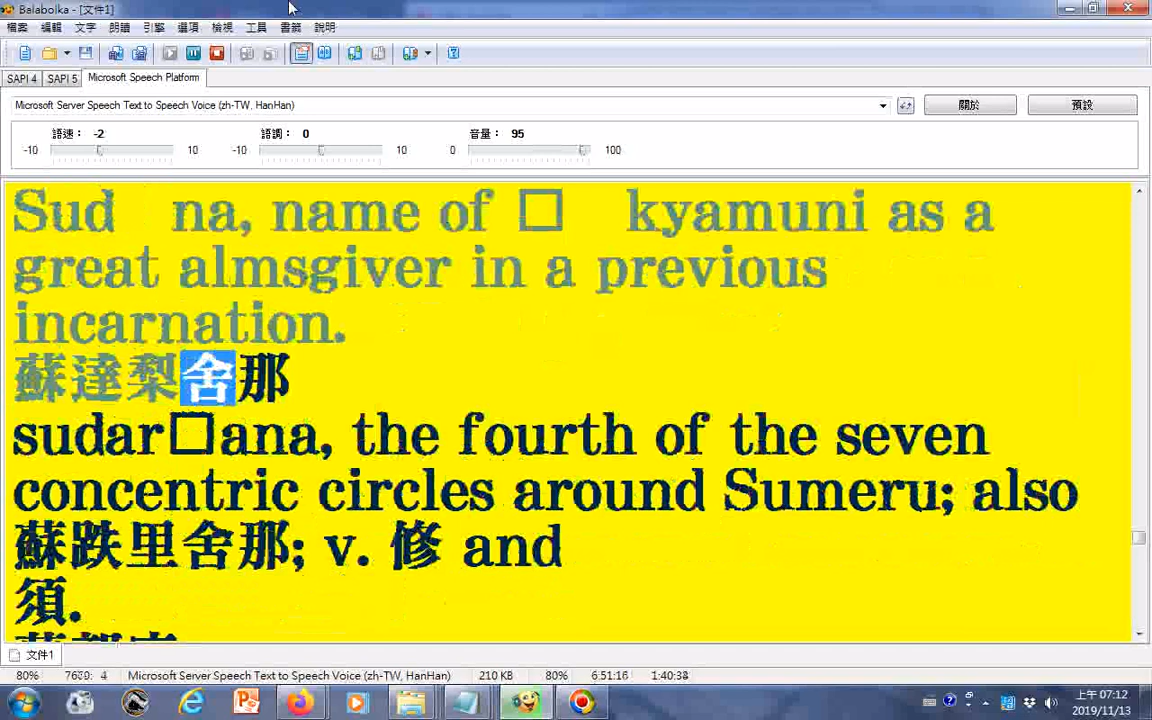 Balabolka - [文件1]
檔案 編輯 文字 朗讀 引擎 選項 檢視 工具 書籤 說明
SAPI 4 SAPI 5 Microsoft Speech Platform
Microsoft Server Speech Text to Speech Voice (zh-TW, HanHan) 關於 預設
語速： -2 語調： 0 音量： 95
-10 10 -10 10 0 100
Sud na, name of □ kyamuni as a
great almsgiver in a previous
incarnation.
蘇達梨舍那
sudar□ana, the fourth of the seven
concentric circles around Sumeru; also
蘇跌里舍那; v. 修 and
須.
文件1
80% 4 Microsoft Server Speech Text to Speech Voice (zh-TW, HanHan) 210 KB 80% 6:51:16 1:40:38
上午 07:12
2019/11/13